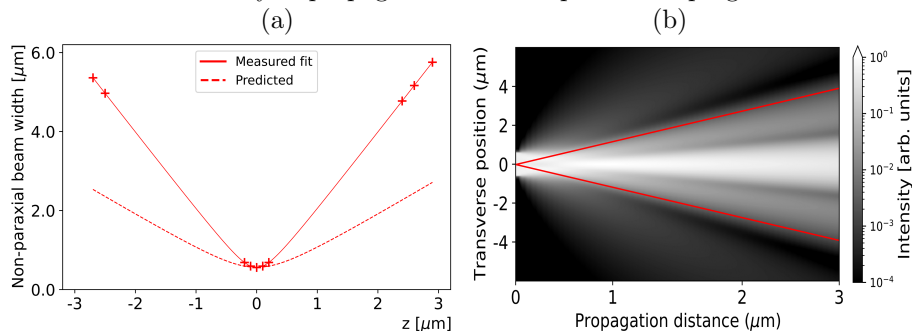 (a)
(b)
Non-paraxial beam width [μm]
6.0
4.0
2.0
0.0
Measured fit
Predicted
-3
-2
-1
0
1
2
3
z [μm]
Transverse position (μm)
4
2
0
-2
-4
0
1
2
3
Propagation distance (μm)
10⁰
10⁻¹
10⁻²
10⁻³
10⁻⁴
Intensity [arb. units]